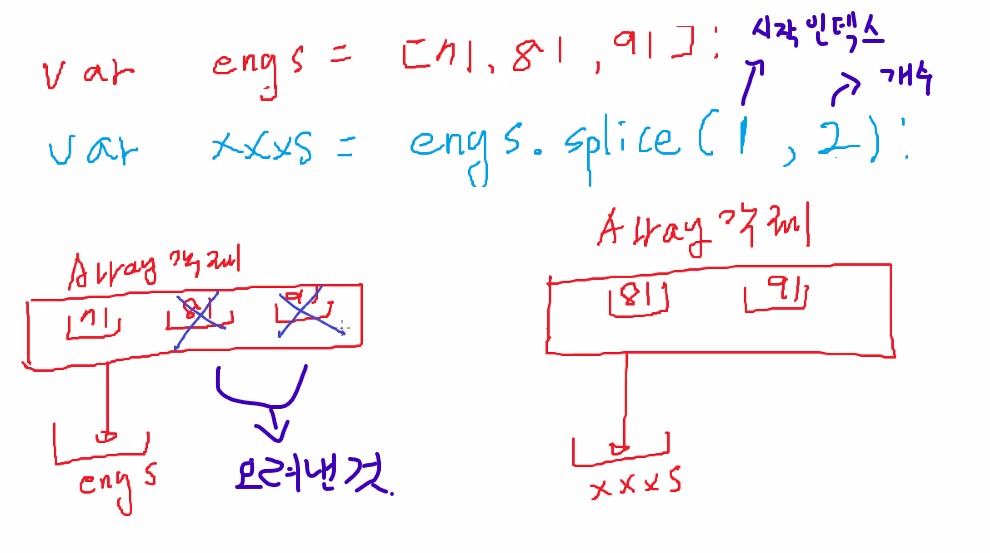 var engs = [71, 81, 91];
시작 인덱스
개수
var xxxs = engs.splice(1, 2);
Array 객체
71 81 91
engs
오려낸것.
Array 객체
81 91
xxxs